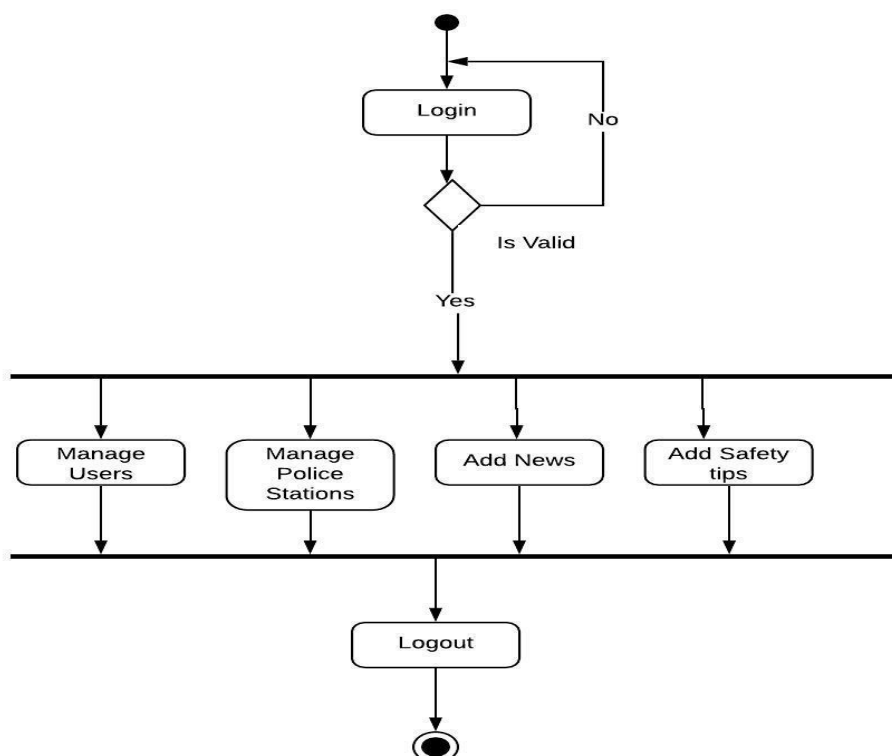 Login
No
Is Valid
Yes
Manage
Users
Manage
Police
Stations
Add News
Add Safety
tips
Logout